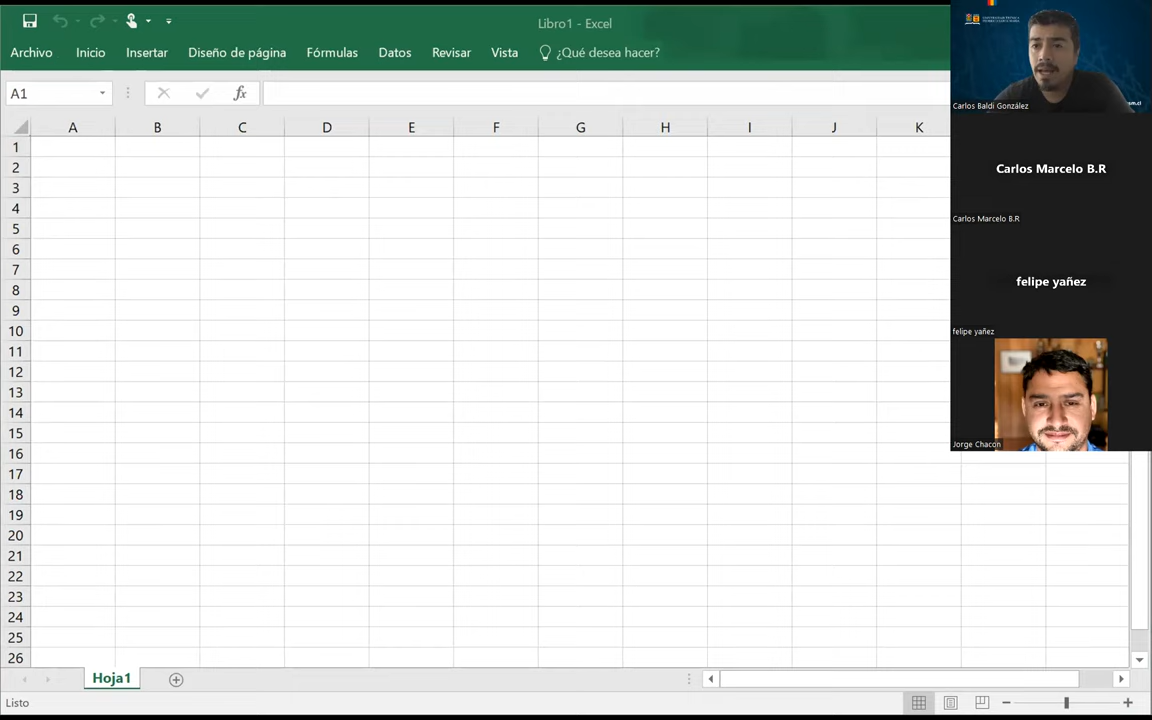 Libro1 - Excel
Archivo Inicio Insertar Diseño de página Fórmulas Datos Revisar Vista ¿Qué desea hacer?
A1 fx
A B C D E F G H I J K
1
2
3
4
5
6
7
8
9
10
11
12
13
14
15
16
17
18
19
20
21
22
23
24
25
26
Hoja1
Listo
Carlos Baldi González
Carlos Marcelo B.R
Carlos Marcelo B.R
felipe yañez
felipe yañez
Jorge Chacon